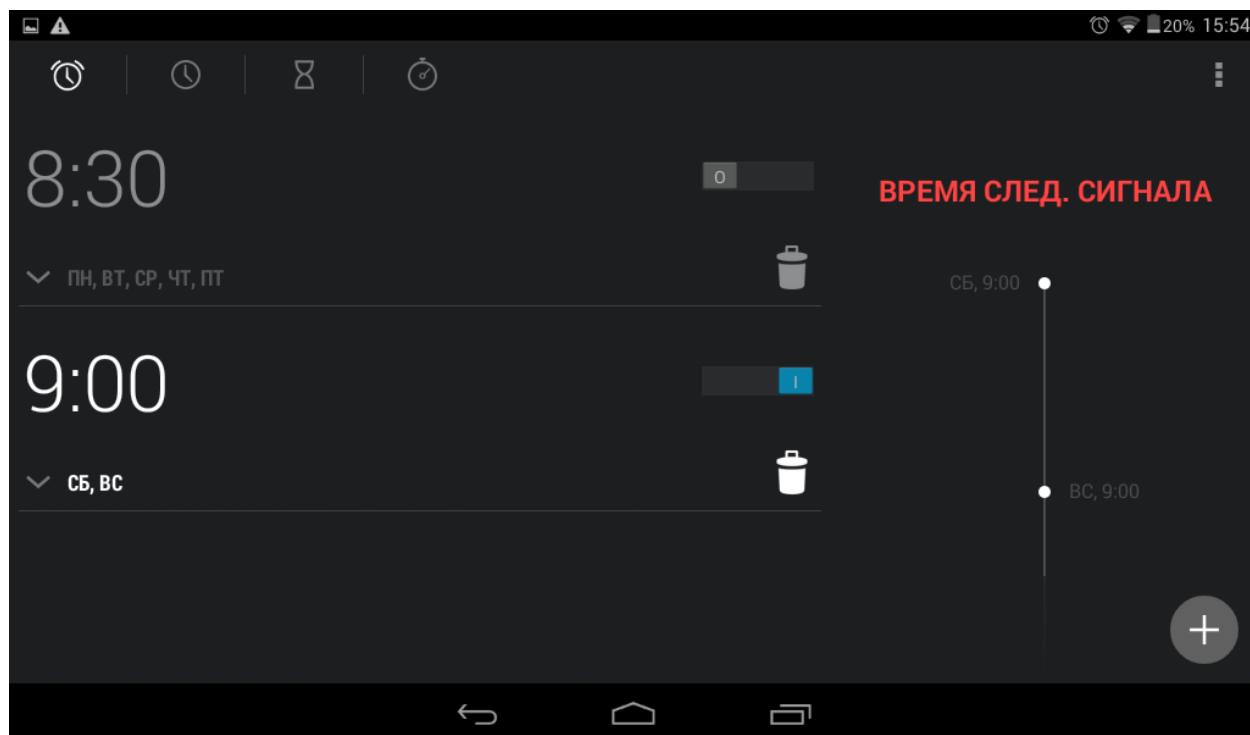 20% 15:54
8:30
O
ВРЕМЯ СЛЕД. СИГНАЛА
ПН, ВТ, СР, ЧТ, ПТ
СБ, 9:00
9:00
I
СБ, ВС
ВС, 9:00